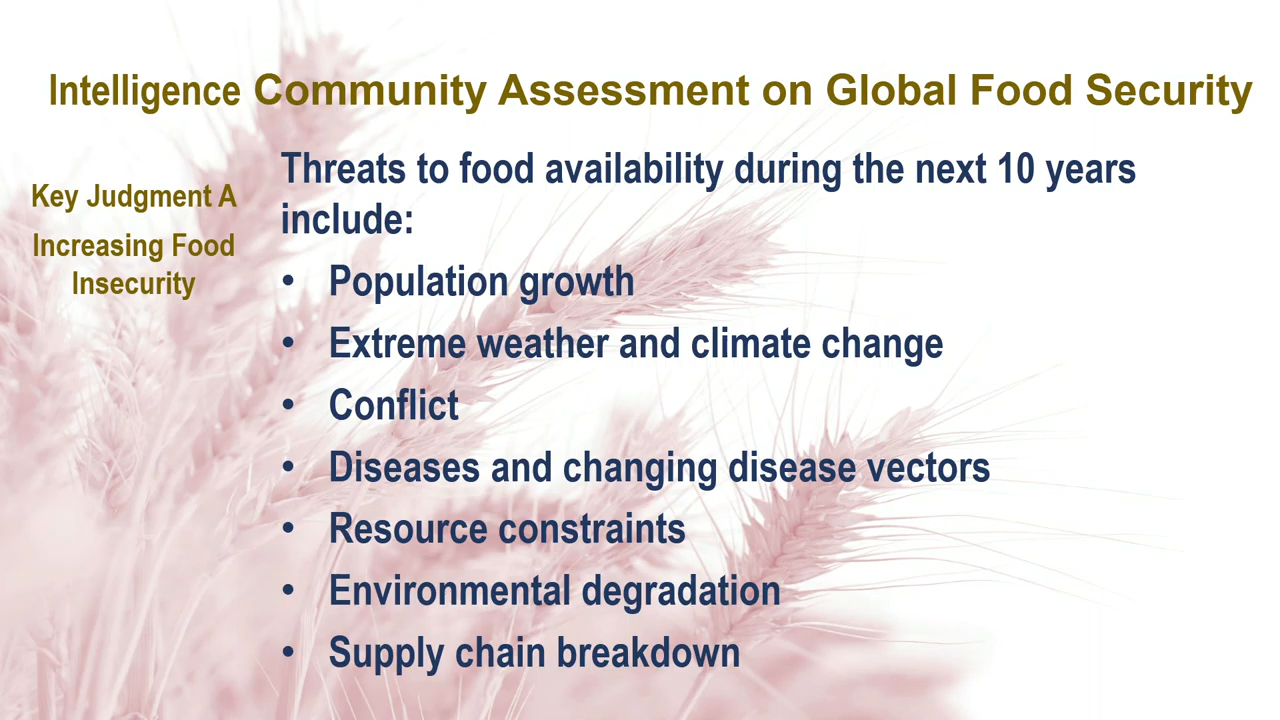 Intelligence Community Assessment on Global Food Security
Key Judgment A
Increasing Food
Insecurity
Threats to food availability during the next 10 years
include:
• Population growth
• Extreme weather and climate change
• Conflict
• Diseases and changing disease vectors
• Resource constraints
• Environmental degradation
• Supply chain breakdown